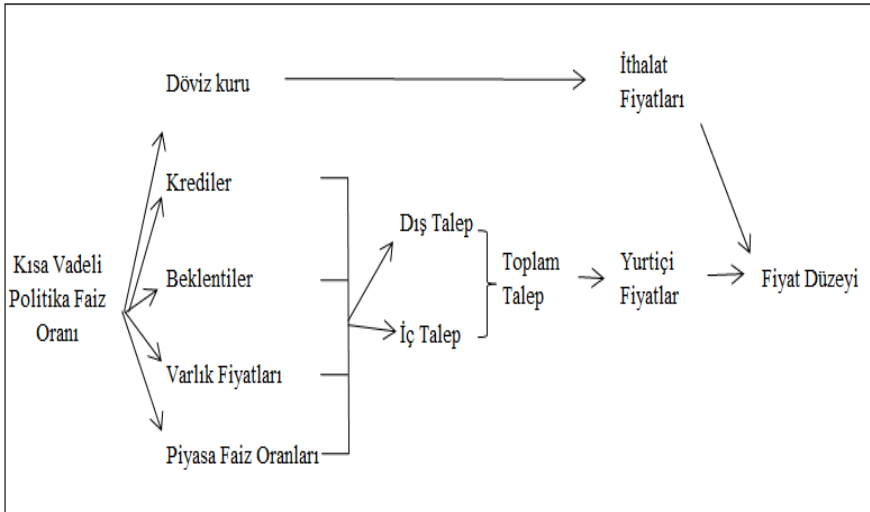 Döviz kuru
İthalat
Fiyatları
Krediler
Kısa Vadeli
Politika Faiz
Oranı
Beklentiler
Dış Talep
İç Talep
Toplam
Talep
Yurtiçi
Fiyatlar
Fiyat Düzeyi
Varlık Fiyatları
Piyasa Faiz Oranları